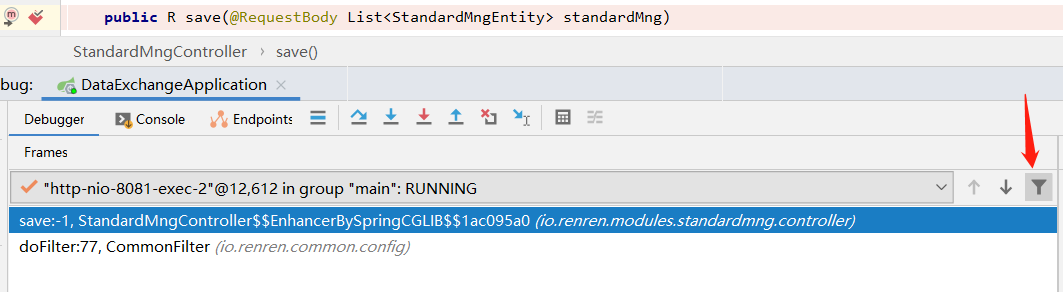 m
public R save(@RequestBody List<StandardMngEntity> standardMng)
StandardMngController › save()
bug: DataExchangeApplication ×
Debugger Console Endpoints
Frames
"http-nio-8081-exec-2"@12,612 in group "main": RUNNING
save:-1, StandardMngController$$EnhancerBySpringCGLIB$$1ac095a0 (io.renren.modules.standardmng.controller)
doFilter:77, CommonFilter (io.renren.common.config)